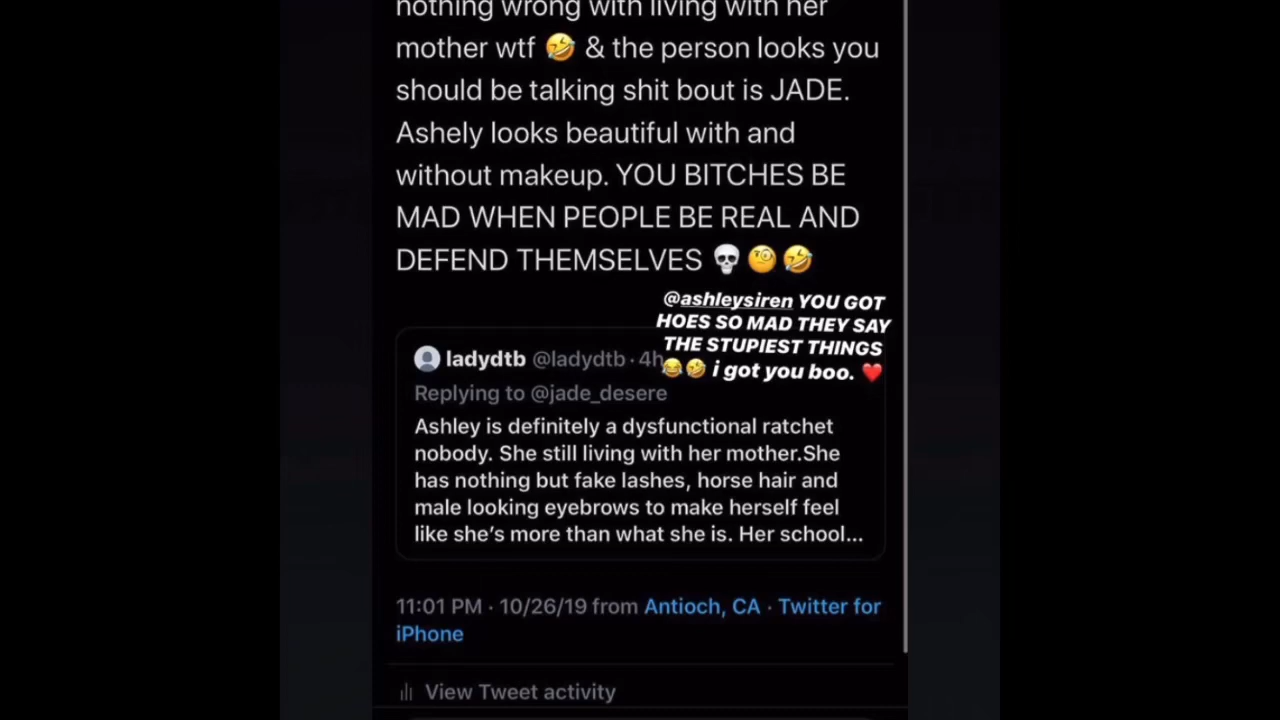 nothing wrong with living with her
mother wtf 🤣 & the person looks you
should be talking shit bout is JADE.
Ashely looks beautiful with and
without makeup. YOU BITCHES BE
MAD WHEN PEOPLE BE REAL AND
DEFEND THEMSELVES 💀🧐🤣
@ashleysiren YOU GOT
HOES SO MAD THEY SAY
THE STUPIEST THINGS
😂🤣 i got you boo. ❤️
ladydtb @ladydtb · 4h
Replying to @jade_desere
Ashley is definitely a dysfunctional ratchet
nobody. She still living with her mother.She
has nothing but fake lashes, horse hair and
male looking eyebrows to make herself feel
like she’s more than what she is. Her school...
11:01 PM · 10/26/19 from Antioch, CA · Twitter for
iPhone
View Tweet activity